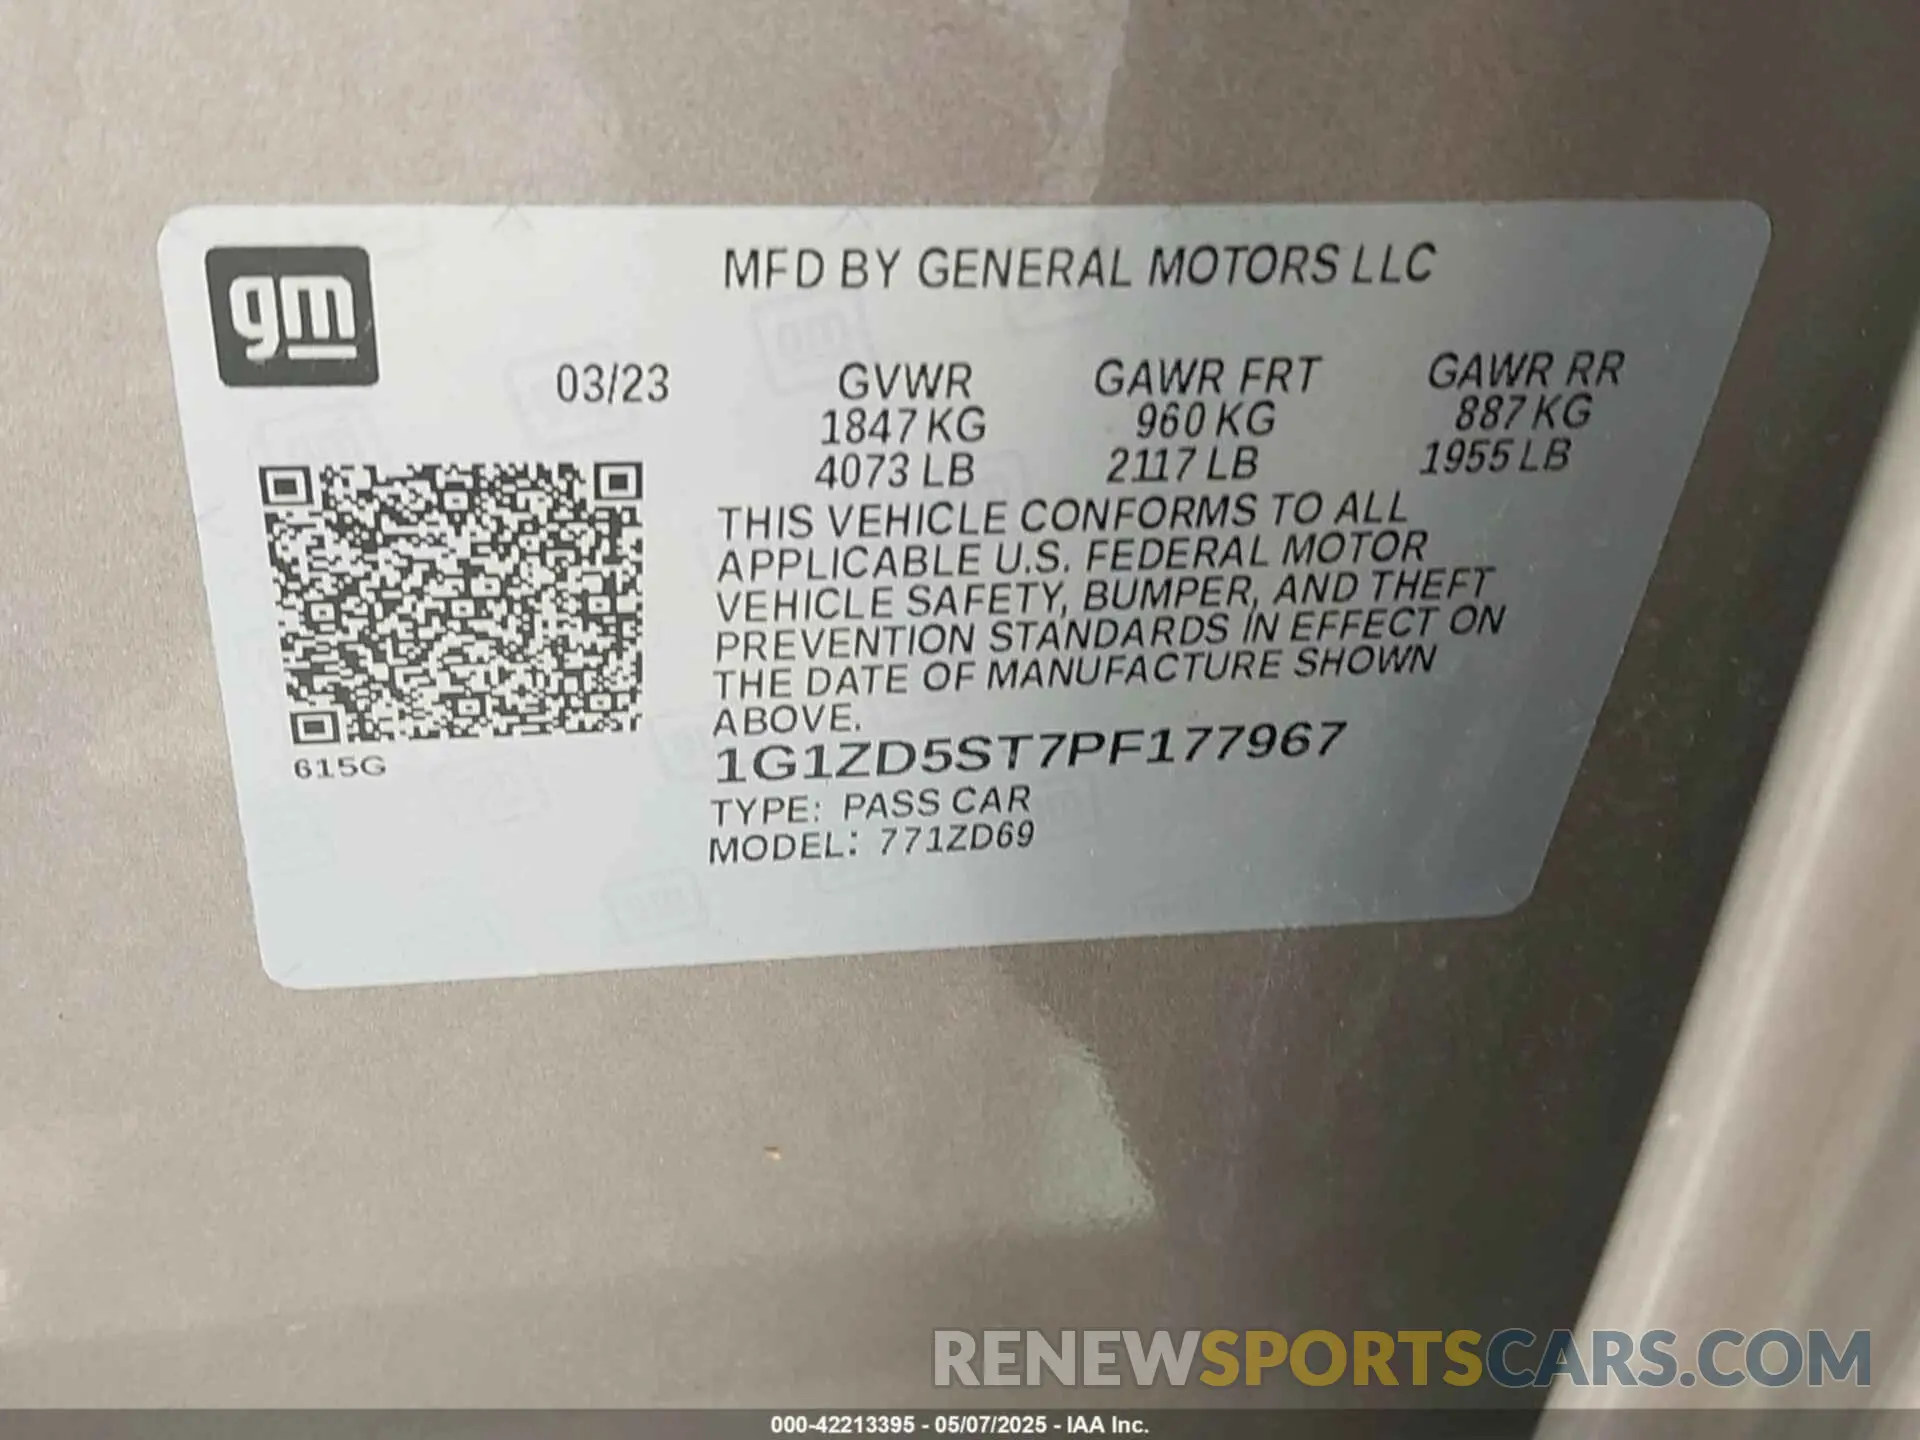 gm
MFD BY GENERAL MOTORS LLC
03/23 GVWR GAWR FRT GAWR RR
1847 KG 960 KG 887 KG
4073 LB 2117 LB 1955 LB
THIS VEHICLE CONFORMS TO ALL
APPLICABLE U.S. FEDERAL MOTOR
VEHICLE SAFETY, BUMPER, AND THEFT
PREVENTION STANDARDS IN EFFECT ON
THE DATE OF MANUFACTURE SHOWN
ABOVE.
615G
1G1ZD5ST7PF177967
TYPE: PASS CAR
MODEL: 771ZD69
RENEWSPORTSCARS.COM
000-42213395 - 05/07/2025 - IAA Inc.